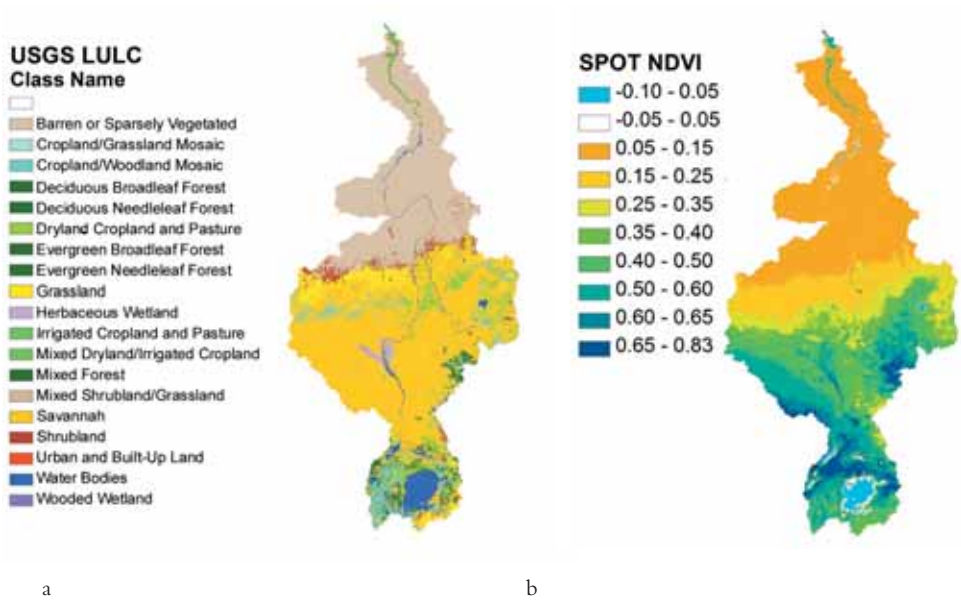 USGS LULC
Class Name
Barren or Sparsely Vegetated
Cropland/Grassland Mosaic
Cropland/Woodland Mosaic
Deciduous Broadleaf Forest
Deciduous Needleleaf Forest
Dryland Cropland and Pasture
Evergreen Broadleaf Forest
Evergreen Needleleaf Forest
Grassland
Herbaceous Wetland
Irrigated Cropland and Pasture
Mixed Dryland/Irrigated Cropland
Mixed Forest
Mixed Shrubland/Grassland
Savannah
Shrubland
Urban and Built-Up Land
Water Bodies
Wooded Wetland
SPOT NDVI
-0.10 - 0.05
-0.05 - 0.05
0.05 - 0.15
0.15 - 0.25
0.25 - 0.35
0.35 - 0.40
0.40 - 0.50
0.50 - 0.60
0.60 - 0.65
0.65 - 0.83
a
b